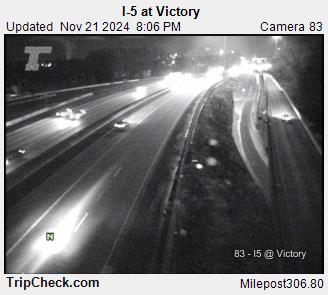 I-5 at Victory
Updated Nov 21 2024 8:06 PM Camera 83
N
83 - I5 @ Victory
TripCheck.com Milepost306.80